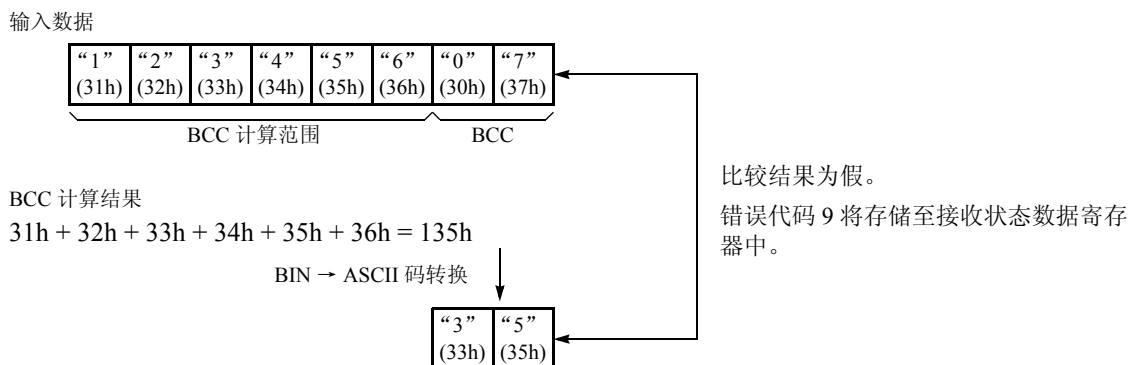 输入数据
“1” “2” “3” “4” “5” “6” “0” “7”
(31h) (32h) (33h) (34h) (35h) (36h) (30h) (37h)
BCC 计算范围 BCC
比较结果为假。
错误代码 9 将存储至接收状态数据寄存
器中。
BCC 计算结果
31h + 32h + 33h + 34h + 35h + 36h = 135h
BIN → ASCII 码转换
“3” “5”
(33h) (35h)